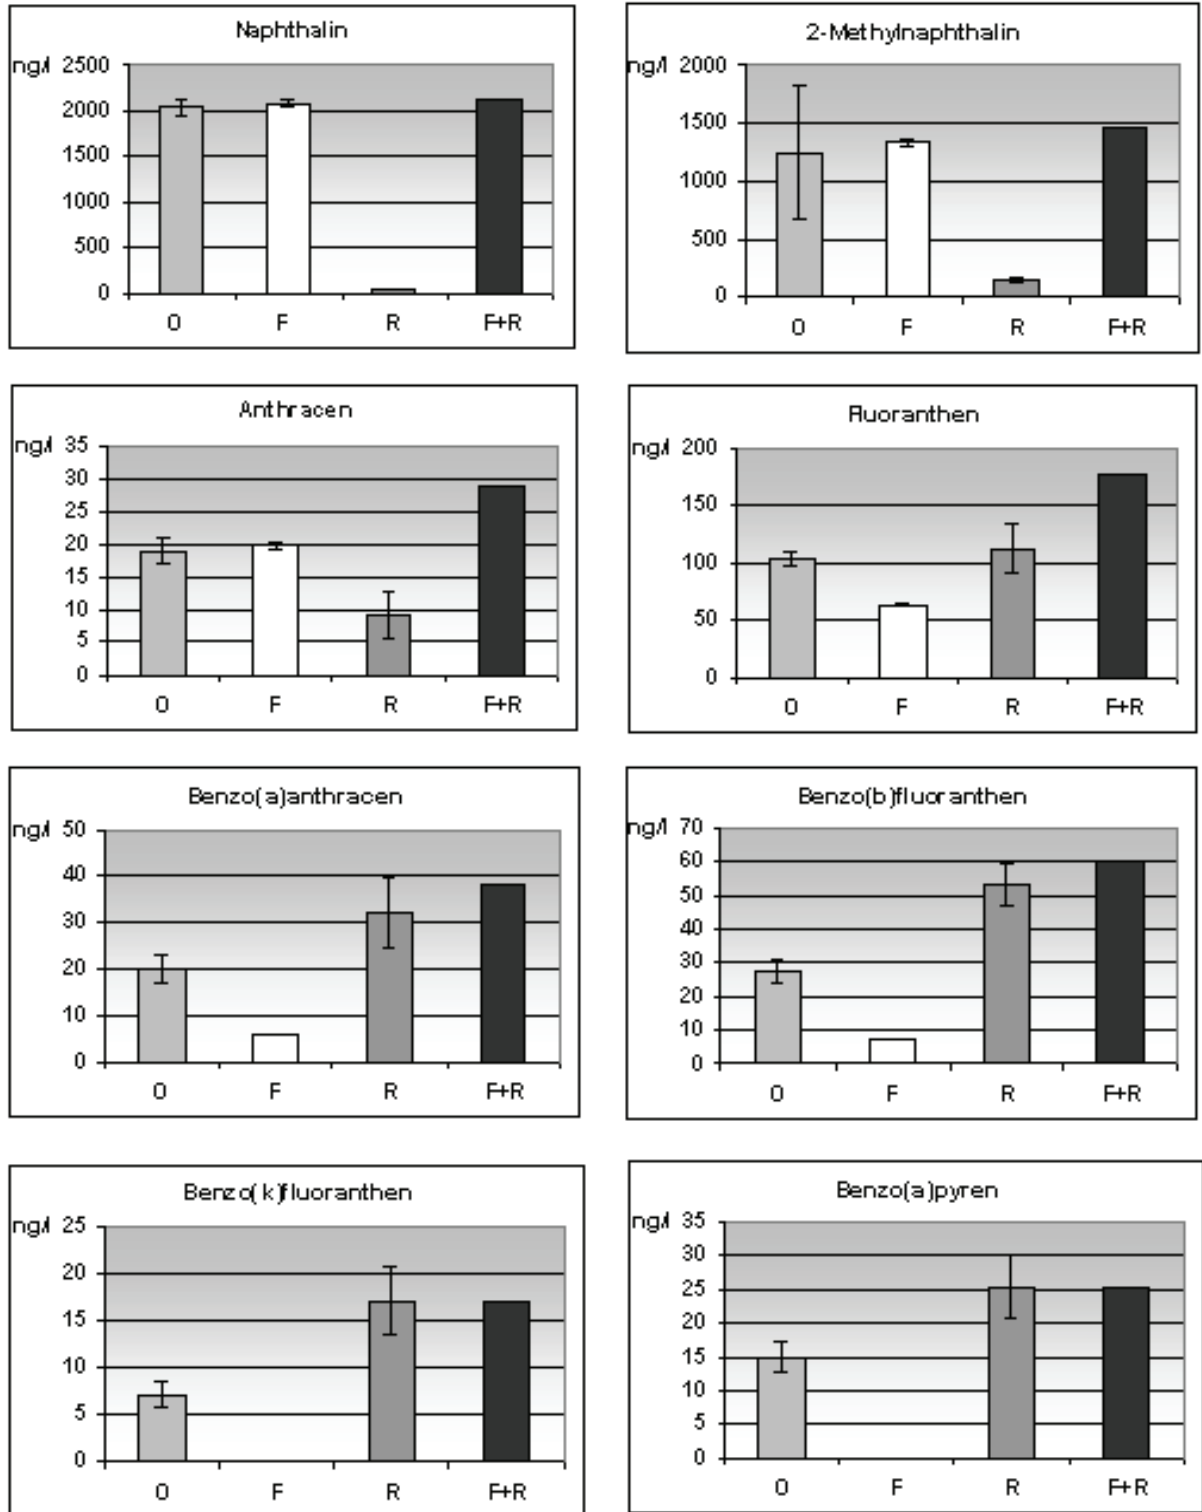 Naphthalin
ng/l 2500
2000
1500
1000
500
0
O F R F+R
2-Methylnaphthalin
ng/l 2000
1500
1000
500
0
O F R F+R
Anthracen
ng/l 35
30
25
20
15
10
5
0
O F R F+R
Fluoranthen
ng/l 200
150
100
50
0
O F R F+R
Benzo(a)anthracen
ng/l 50
40
30
20
10
0
O F R F+R
Benzo(b)fluoranthen
ng/l 70
60
50
40
30
20
10
0
O F R F+R
Benzo(k)fluoranthen
ng/l 25
20
15
10
5
0
O F R F+R
Benzo(a)pyren
ng/l 35
30
25
20
15
10
5
0
O F R F+R